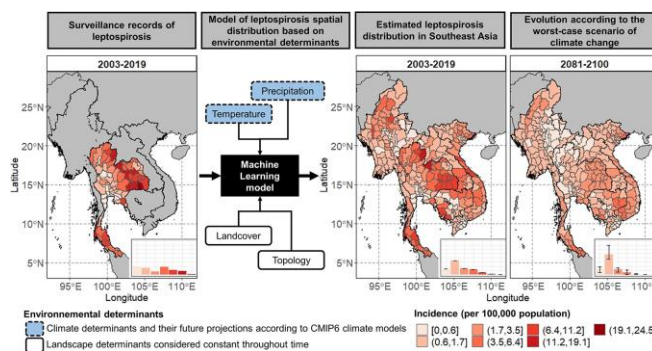 Surveillance records of
leptospirosis
Model of leptospirosis spatial
distribution based on
environmental determinants
Estimated leptospirosis
distribution in Southeast Asia
Evolution according to the
worst-case scenario of
climate change
2003-2019
2003-2019
2081-2100
25°N
20°N
15°N
10°N
5°N
Latitude
95°E
100°E
105°E
Longitude
Precipitation
Temperature
Machine
Learning
model
Landcover
Topology
25°N
20°N
15°N
10°N
5°N
Latitude
95°E
100°E
105°E
95°E
100°E
105°E
Longitude
Environmental determinants
Climate determinants and their future projections according to CMIP6 climate models
Landscape determinants considered constant throughout time
Incidence (per 100,000 population)
[0,0.6]
(0.6,1.7]
(1.7,3.5]
(3.5,6.4]
(6.4,11.2]
(11.2,19.1]
(19.1,24.5